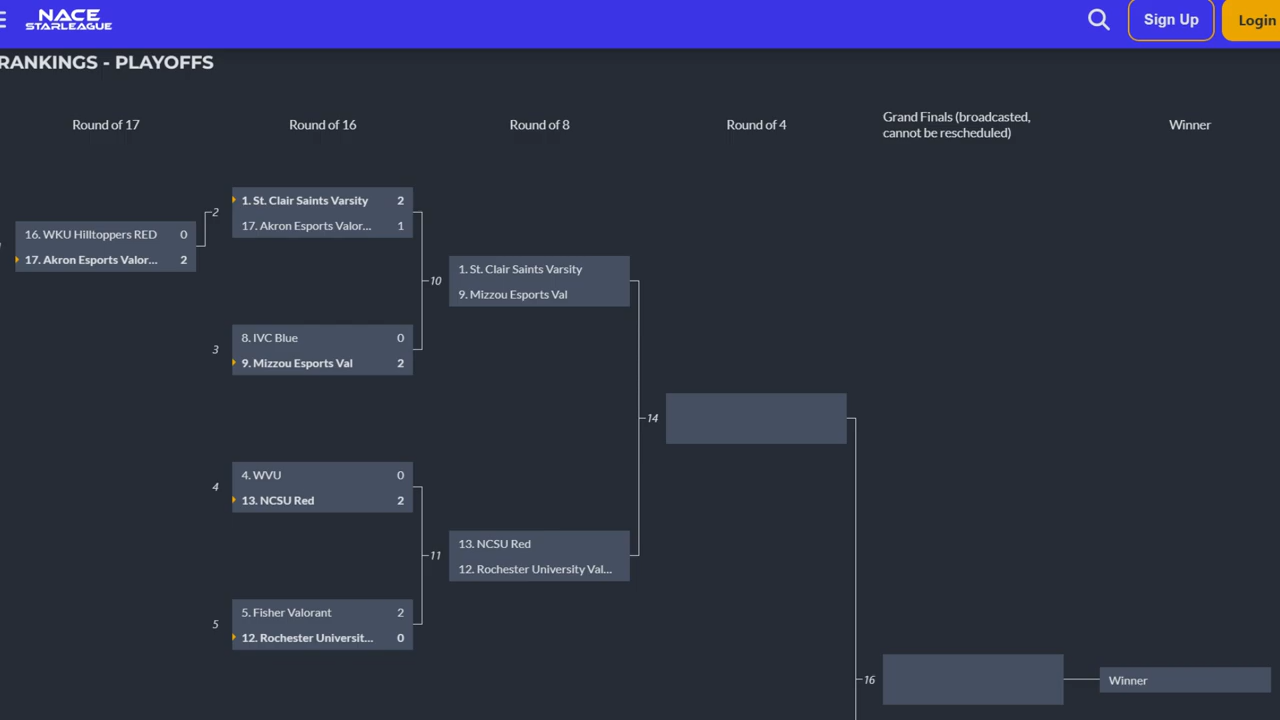 NACE
STARLEAGUE
Sign Up
Login
RANKINGS - PLAYOFFS
Round of 17
Round of 16
Round of 8
Round of 4
Grand Finals (broadcasted,
cannot be rescheduled)
Winner
16. WKU Hilltoppers RED 0
17. Akron Esports Valor... 2
2
1. St. Clair Saints Varsity 2
17. Akron Esports Valor... 1
3
8. IVC Blue 0
9. Mizzou Esports Val 2
10
1. St. Clair Saints Varsity
9. Mizzou Esports Val
4
4. WVU 0
13. NCSU Red 2
5
5. Fisher Valorant 2
12. Rochester Universit... 0
11
13. NCSU Red
12. Rochester University Val...
14
16
Winner